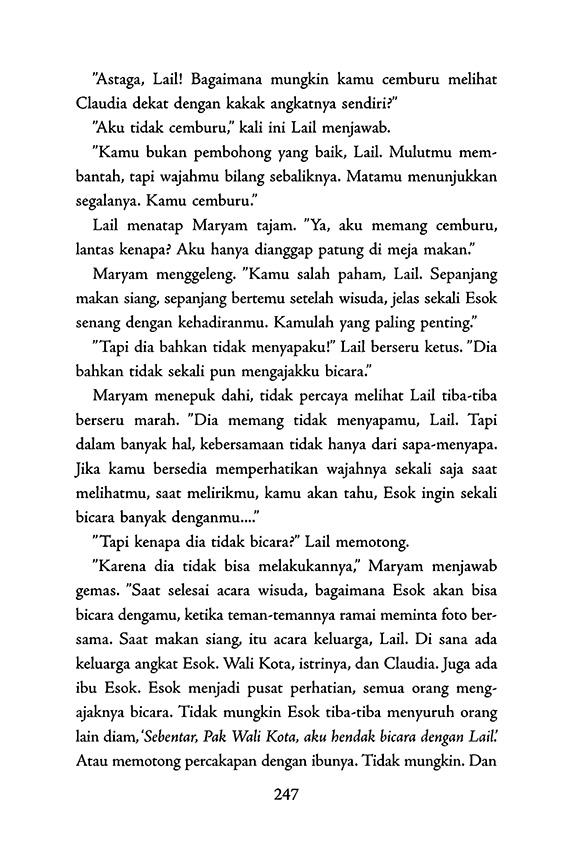 "Astaga, Lail! Bagaimana mungkin kamu cemburu melihat
Claudia dekat dengan kakak angkatnya sendiri?"
"Aku tidak cemburu," kali ini Lail menjawab.
"Kamu bukan pembohong yang baik, Lail. Mulutmu mem-
bantah, tapi wajahmu bilang sebaliknya. Matamu menunjukkan
segalanya. Kamu cemburu."
Lail menatap Maryam tajam. "Ya, aku memang cemburu,
lantas kenapa? Aku hanya dianggap patung di meja makan."
Maryam menggeleng. "Kamu salah paham, Lail. Sepanjang
makan siang, sepanjang bertemu setelah wisuda, jelas sekali Esok
senang dengan kehadiranmu. Kamulah yang paling penting."
"Tapi dia bahkan tidak menyapaku!" Lail berseru ketus. "Dia
bahkan tidak sekali pun mengajakku bicara."
Maryam menepuk dahi, tidak percaya melihat Lail tiba-tiba
berseru marah. "Dia memang tidak menyapamu, Lail. Tapi
dalam banyak hal, kebersamaan tidak hanya dari sapa-menyapa.
Jika kamu bersedia memperhatikan wajahnya sekali saja saat
melihatmu, saat melirikmu, kamu akan tahu, Esok ingin sekali
bicara banyak denganmu...."
"Tapi kenapa dia tidak bicara?" Lail memotong.
"Karena dia tidak bisa melakukannya," Maryam menjawab
gemas. "Saat selesai acara wisuda, bagaimana Esok akan bisa
bicara dengamu, ketika teman-temannya ramai meminta foto ber-
sama. Saat makan siang, itu acara keluarga, Lail. Di sana ada
keluarga angkat Esok. Wali Kota, istrinya, dan Claudia. Juga ada
ibu Esok. Esok menjadi pusat perhatian, semua orang meng-
ajaknya bicara. Tidak mungkin Esok tiba-tiba menyuruh orang
lain diam, 'Sebentar, Pak Wali Kota, aku hendak bicara dengan Lail.'
Atau memotong percakapan dengan ibunya. Tidak mungkin. Dan
247